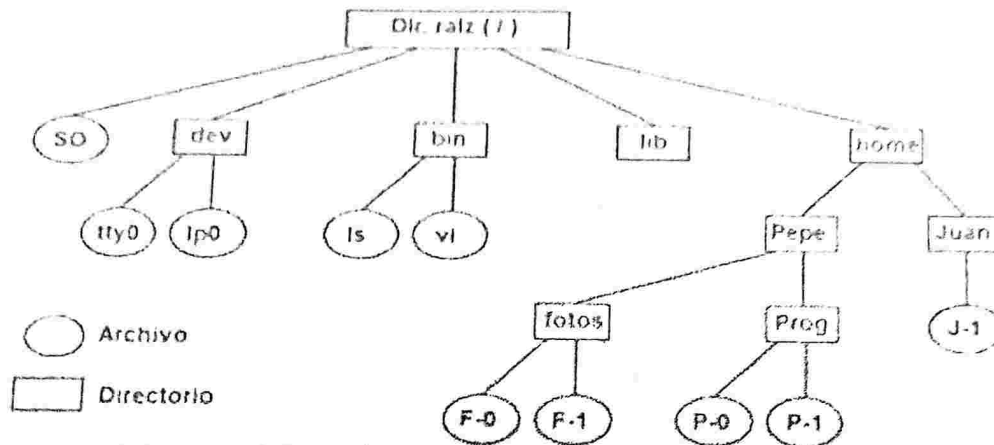 Dir. raíz ( / )
SO
dev
bin
lib
home
tty0
lp0
ls
vi
Pepe
Juan
fotos
Prog
J-1
Archivo
Directorio
F-0
F-1
P-0
P-1